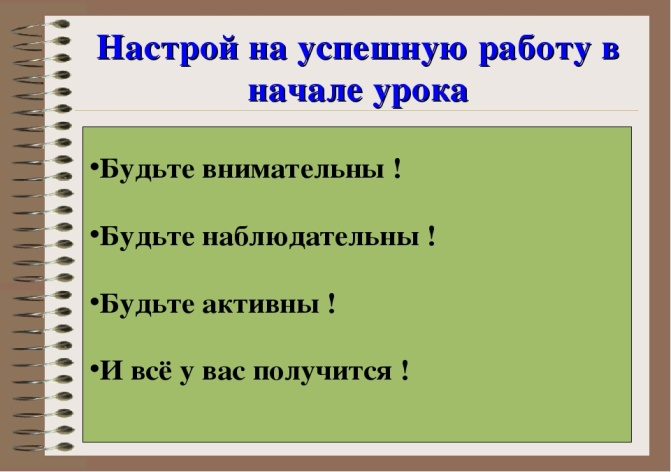 Настрой на успешную работу в
начале урока
•Будьте внимательны !
•Будьте наблюдательны !
•Будьте активны !
•И всё у вас получится !